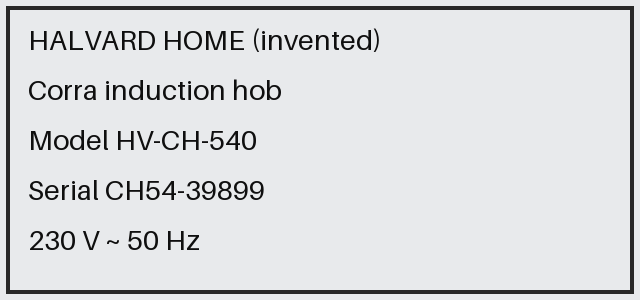 HALVARD HOME (invented)
Corra induction hob
Model HV-CH-540
Serial CH54-39899
230 V ~ 50 Hz